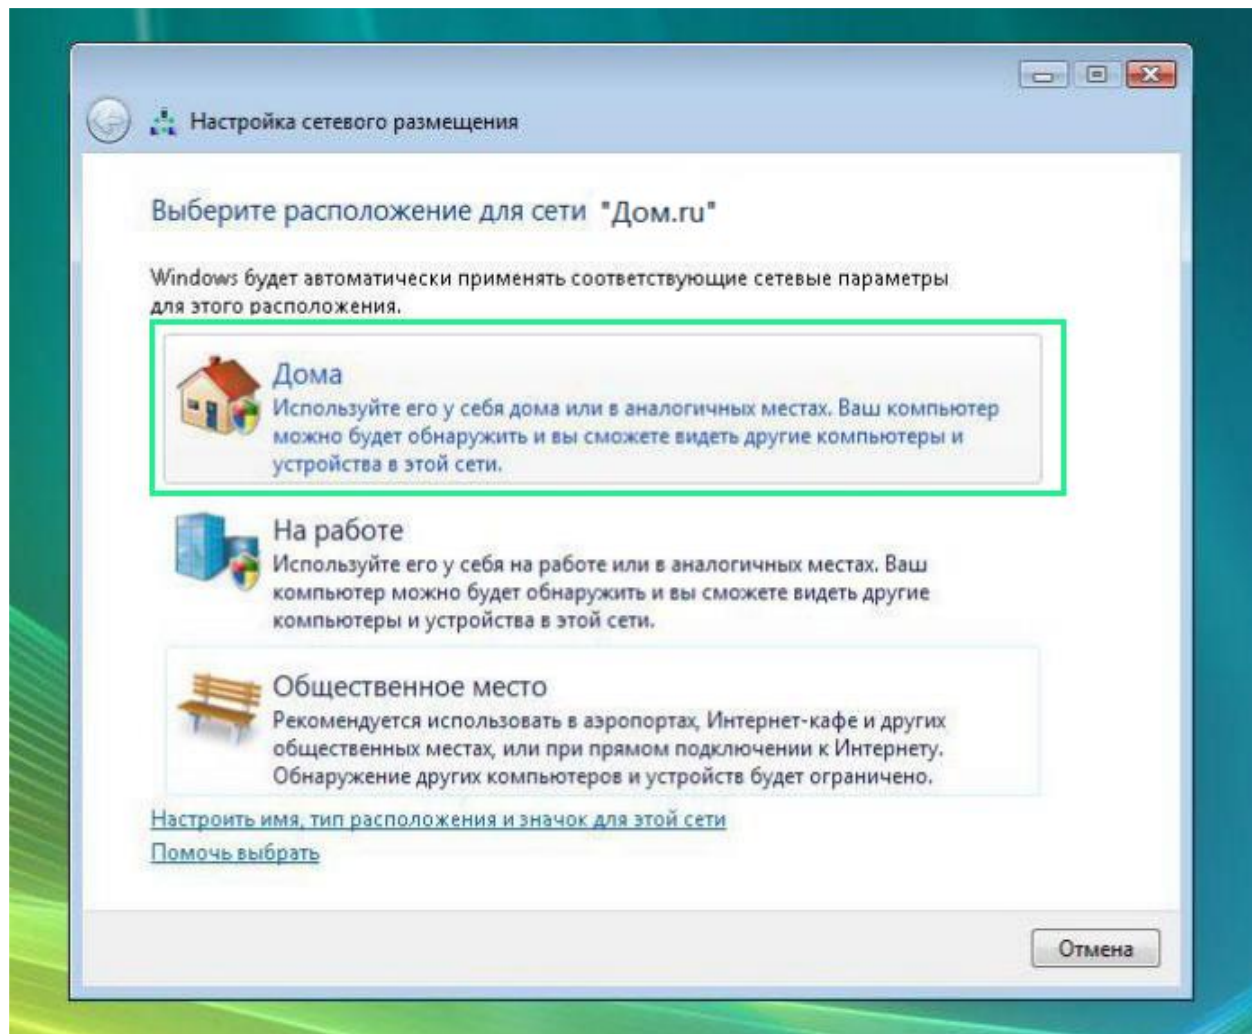 Настройка сетевого размещения
Выберите расположение для сети "Дом.ru"
Windows будет автоматически применять соответствующие сетевые параметры
для этого расположения.
Дома
Используйте его у себя дома или в аналогичных местах. Ваш компьютер
можно будет обнаружить и вы сможете видеть другие компьютеры и
устройства в этой сети.
На работе
Используйте его у себя на работе или в аналогичных местах. Ваш
компьютер можно будет обнаружить и вы сможете видеть другие
компьютеры и устройства в этой сети.
Общественное место
Рекомендуется использовать в аэропортах, Интернет-кафе и других
общественных местах, или при прямом подключении к Интернету.
Обнаружение других компьютеров и устройств будет ограничено.
Настроить имя, тип расположения и значок для этой сети
Помочь выбрать
Отмена